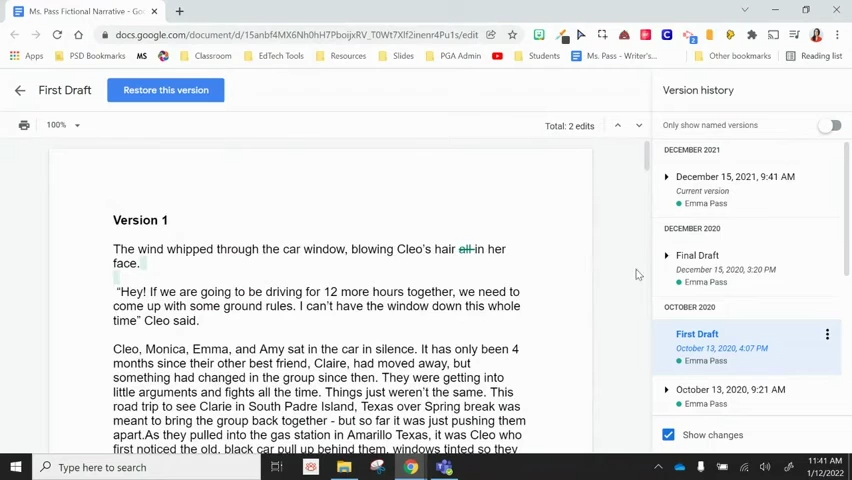 Ms. Pass Fictional Narrative - Go
docs.google.com/document/d/15anbf4MX6Nh0hH7PboijxRV_T0Wt7Xlf2inenr4Pu1s/edit
Apps PSD Bookmarks MS Classroom EdTech Tools Resources Slides PGA Admin Students Ms. Pass - Writer's... Other bookmarks Reading list
First Draft Restore this version Version history
100% Total: 2 edits Only show named versions
DECEMBER 2021
December 15, 2021, 9:41 AM
Current version
Emma Pass
DECEMBER 2020
Final Draft
December 15, 2020, 3:20 PM
Emma Pass
OCTOBER 2020
First Draft
October 13, 2020, 4:07 PM
Emma Pass
October 13, 2020, 9:21 AM
Emma Pass
Show changes
Version 1
The wind whipped through the car window, blowing Cleo's hair all in her
face.
"Hey! If we are going to be driving for 12 more hours together, we need to
come up with some ground rules. I can't have the window down this whole
time" Cleo said.
Cleo, Monica, Emma, and Amy sat in the car in silence. It has only been 4
months since their other best friend, Claire, had moved away, but
something had changed in the group since then. They were getting into
little arguments and fights all the time. Things just weren't the same. This
road trip to see Clarie in South Padre Island, Texas over Spring break was
meant to bring the group back together - but so far it was just pushing them
apart.As they pulled into the gas station in Amarillo Texas, it was Cleo who
first noticed the old, black car pull up behind them, windows tinted so they
Type here to search
11:41 AM
1/12/2022